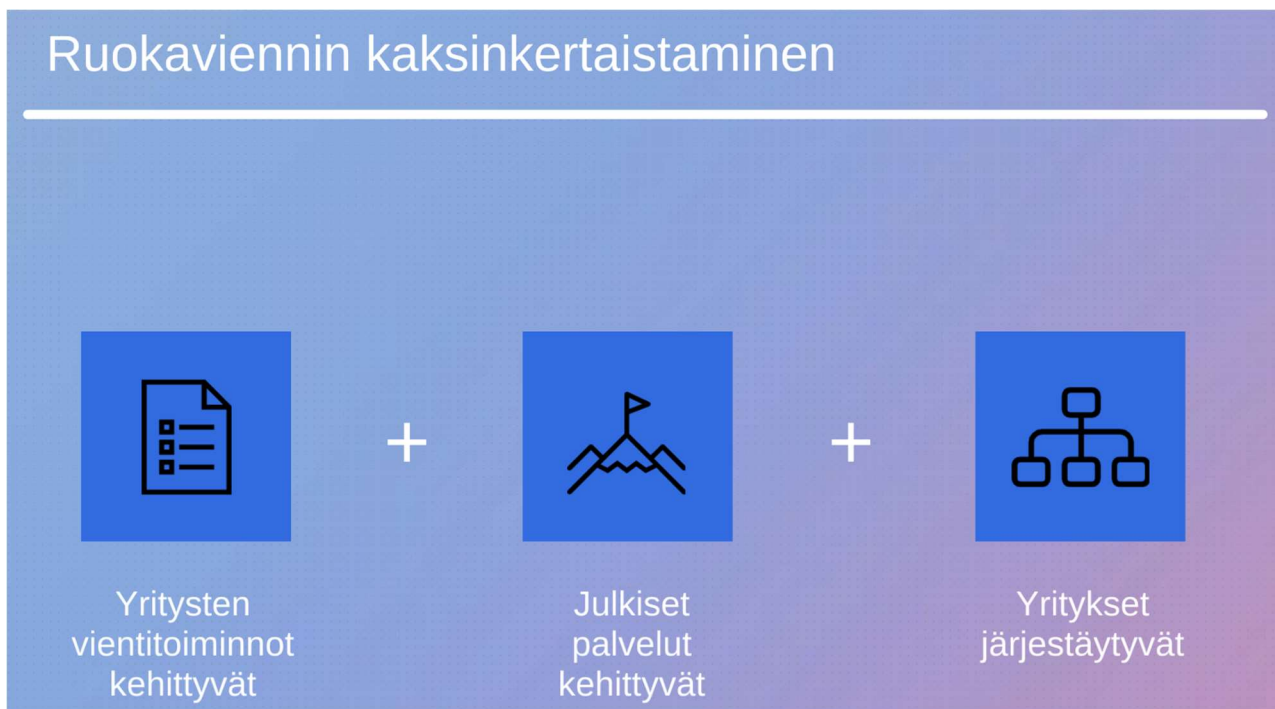 Ruokaviennin kaksinkertaistaminen
+
+
Yritysten
vientitoiminnot
kehittyvät
Julkiset
palvelut
kehittyvät
Yritykset
järjestäytyvät